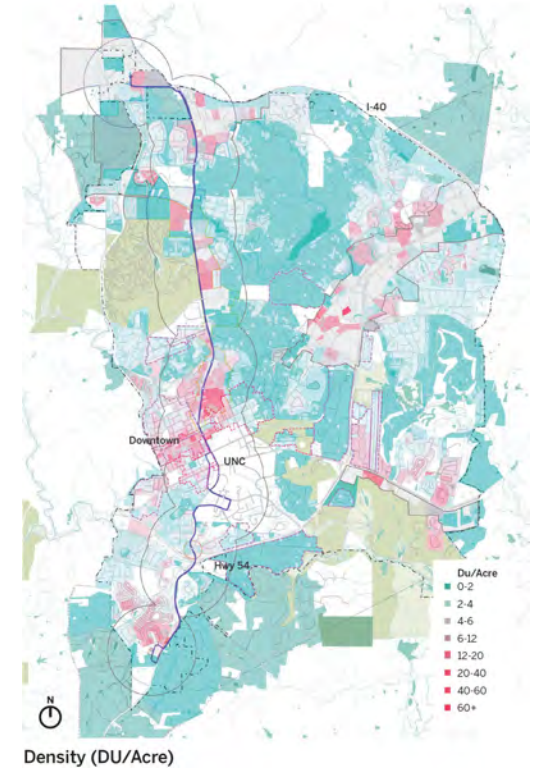 I-40
Downtown
UNC
Hwy 54
Du/Acre
0-2
2-4
4-6
6-12
12-20
20-40
40-60
60+
N
Density (DU/Acre)